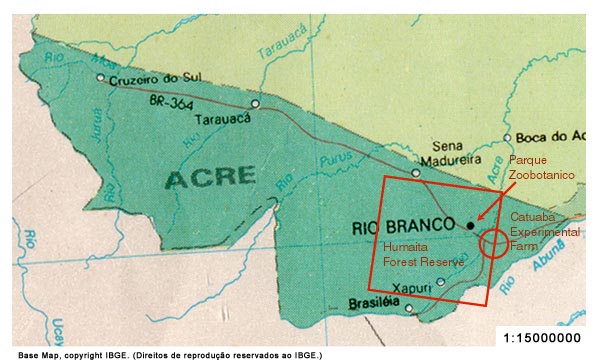 Rio Moa
Cruzeiro do Sul
BR-364
Juruá
Rio
Tarauacá
Tarauacá
Rio
ACRE
Rio
Purus
Sena
Madureira
Acre
Boca do Ac
Parque
Zoobotanico
RIO BRANCO
Catuaba
Experimental
Farm
Humaita
Forest Reserve
Rio
Xapuri
Brasiléia
Rio Abunã
Rio
Ucay
1:15000000
Base Map, copyright IBGE. (Direitos de reprodução reservados ao IBGE.)